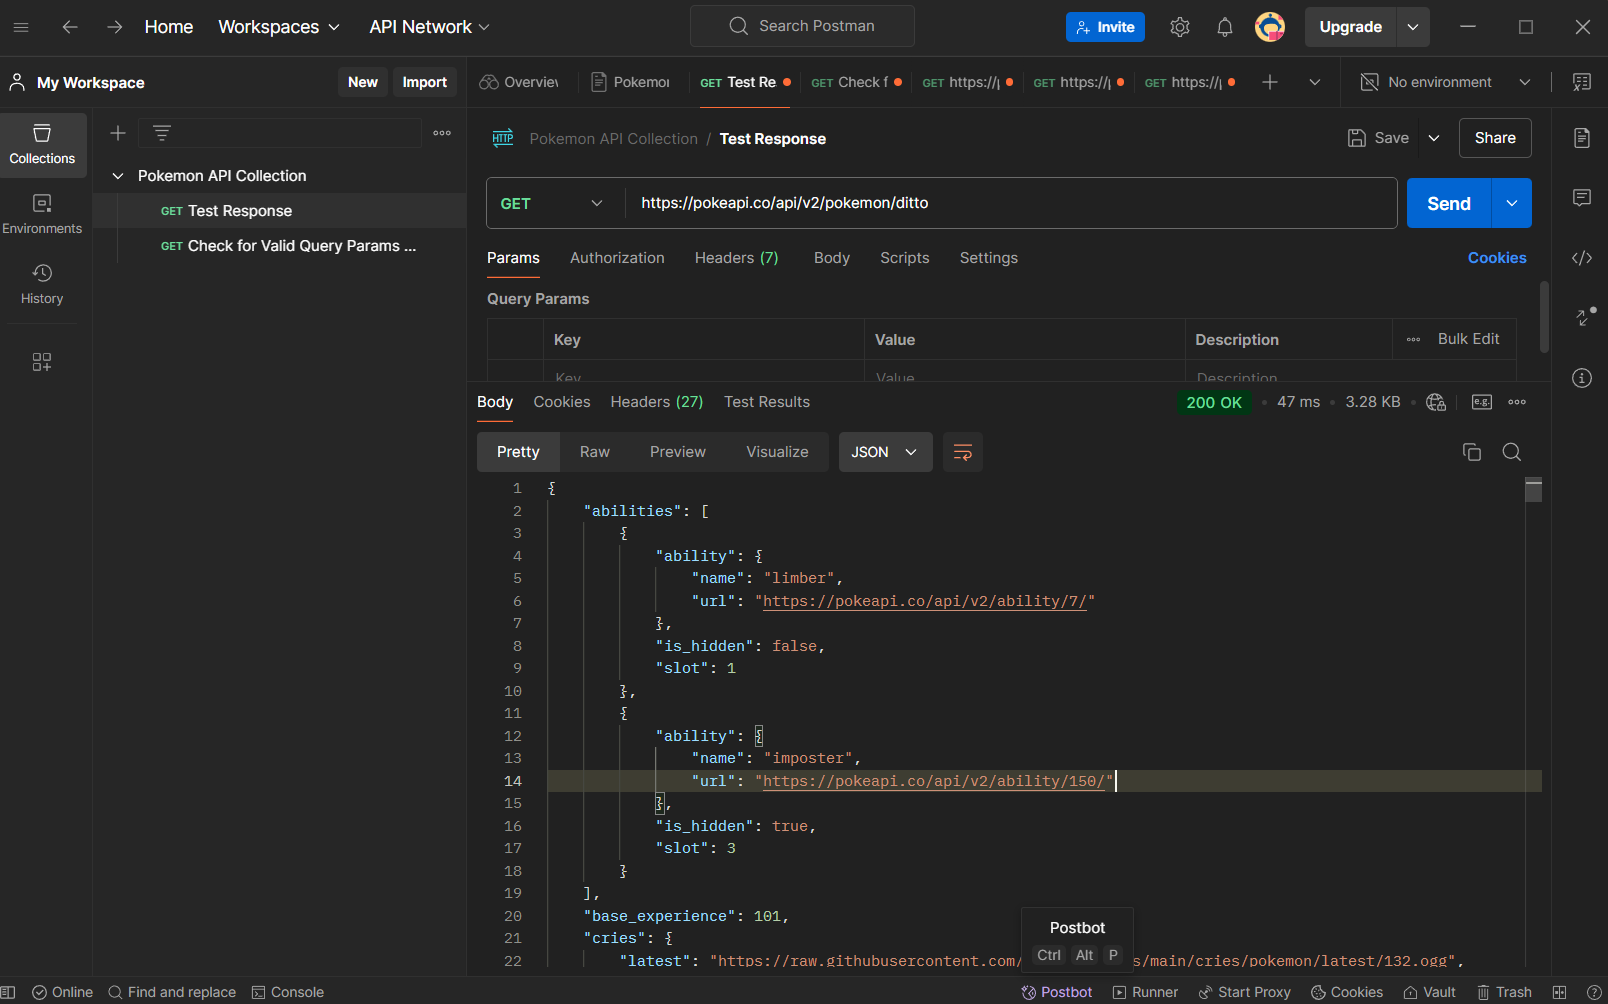 Home Workspaces API Network Search Postman Invite Upgrade
My Workspace New Import Overvie Pokemon GET Test Re GET Check f GET https://p GET https://p GET https://p No environment
Collections
Environments
History
Pokemon API Collection
GET Test Response
GET Check for Valid Query Params ...
HTTP Pokemon API Collection / Test Response Save Share
GET https://pokeapi.co/api/v2/pokemon/ditto Send
Params Authorization Headers (7) Body Scripts Settings Cookies
Query Params
Key Value Description Bulk Edit
Key Value Description
Body Cookies Headers (27) Test Results 200 OK 47 ms 3.28 KB e.g.
Pretty Raw Preview Visualize JSON
1 {
2 "abilities": [
3 {
4 "ability": {
5 "name": "limber",
6 "url": "https://pokeapi.co/api/v2/ability/7/"
7 },
8 "is_hidden": false,
9 "slot": 1
10 },
11 {
12 "ability": {
13 "name": "imposter",
14 "url": "https://pokeapi.co/api/v2/ability/150/"
15 },
16 "is_hidden": true,
17 "slot": 3
18 }
19 ],
20 "base_experience": 101,
21 "cries": {
22 "latest": "https://raw.githubusercontent.com/ s/main/cries/pokemon/latest/132.ogg",
Postbot
Ctrl Alt P
Online Find and replace Console Postbot Runner Start Proxy Cookies Vault Trash